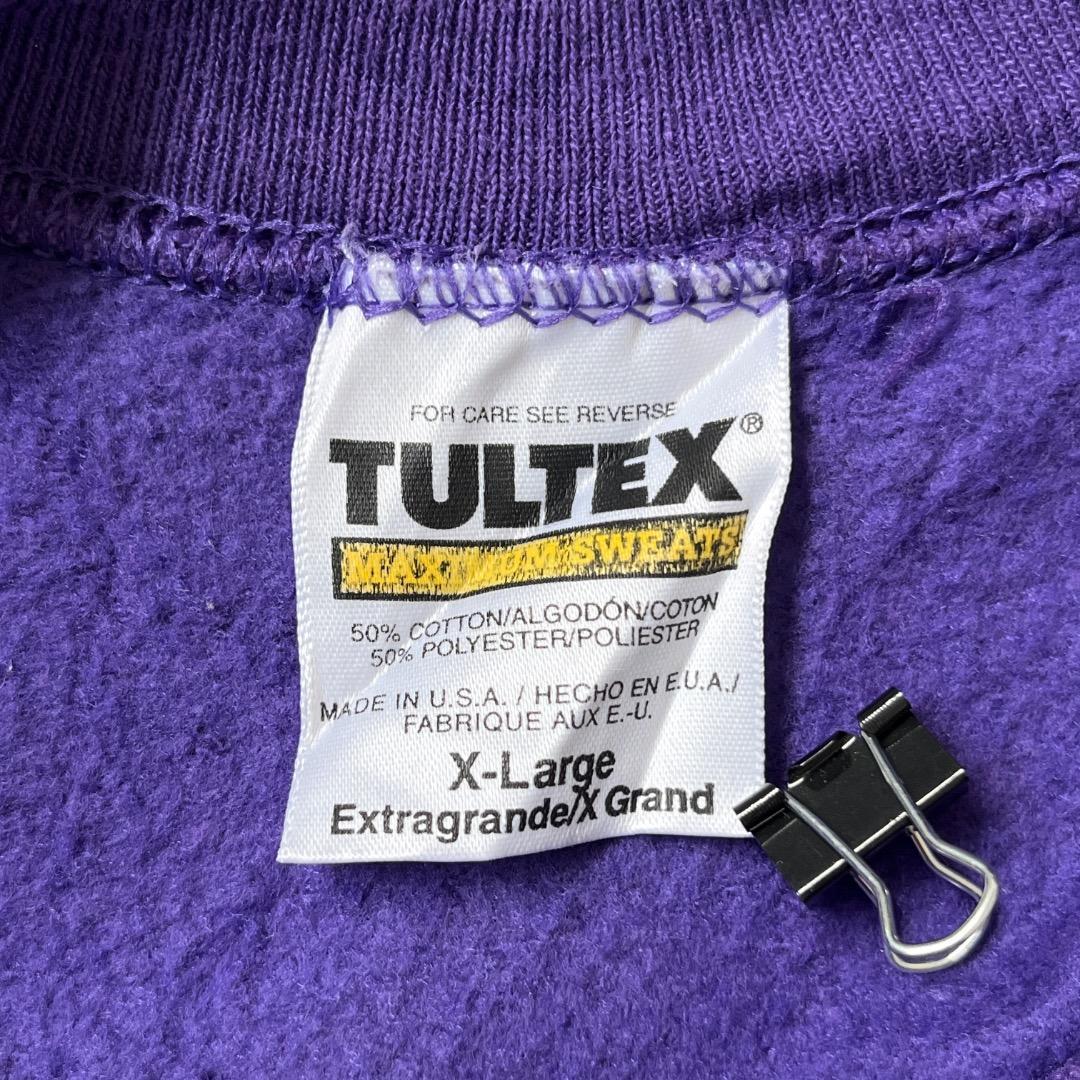 FOR CARE SEE REVERSE
TULTEX®
MAXIMUM SWEATS
50% COTTON/ALGODÓN/COTON
50% POLYESTER/POLIESTER
MADE IN U.S.A. / HECHO EN E.U.A./
FABRIQUE AUX E.-U.
X-Large
Extragrande/X Grand